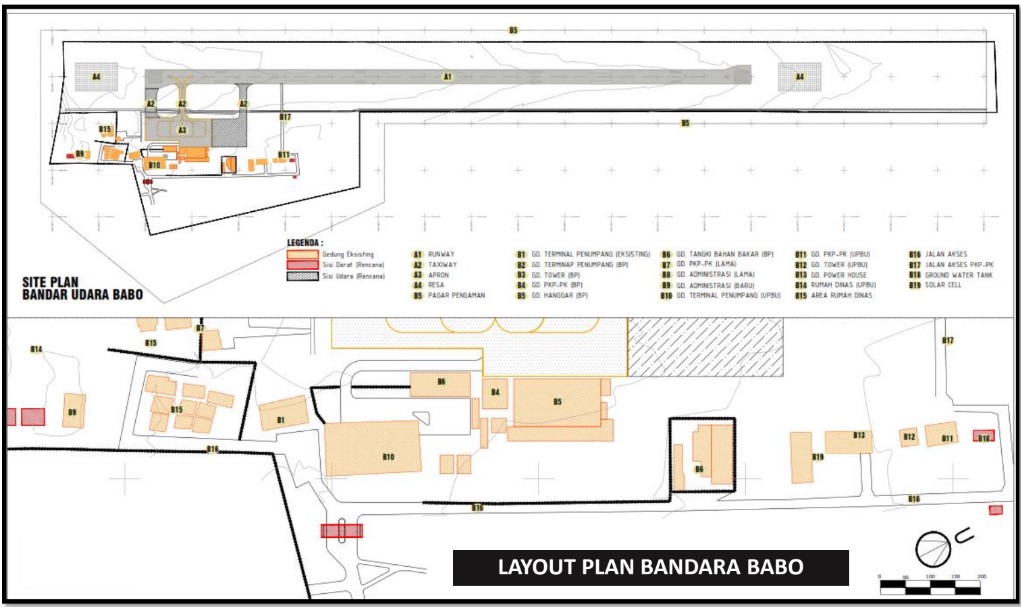 B5
A4
A1
A4
A2
A2
A2
B17
B5
A3
B15
B9
B10
B11
SITE PLAN
BANDAR UDARA BABO
LEGENDA :
Gedung Eksisting
Sisi Darat (Rencana)
Sisi Udara (Rencana)
A1 RUNWAY
A2 TAXIWAY
A3 APRON
A4 RESA
A5 PAGAR PENGAMAN
B1 GD. TERMINAL PENUMPANG (EKSISTING)
B2 GD. TERMINAP PENUMPANG (BP)
B3 GD. TOWER (BP)
B4 GD. PKP-PK (BP)
B5 GD. HANGGAR (BP)
B6 GD. TANGKI BAHAN BAKAR (BP)
B7 GD. PKP-PK (LAMA)
B8 GD. ADMINISTRASI (LAMA)
B9 GD. ADMINISTRASI (BARU)
B10 GD. TERMINAL PENUMPANG (UPBU)
B11 GD. PKP-PK (UPBU)
B12 GD. TOWER (UPBU)
B13 GD. POWER HOUSE
B14 RUMAH DINAS (UPBU)
B15 AREA RUMAH DINAS
B16 JALAN AKSES
B17 JALAN AKSES PKP-PK
B18 GROUND WATER TANK
B19 SOLAR CELL
B7
B15
B14
B17
B6
B4
B5
B9
B15
B1
B13
B12
B11
B18
B16
B10
B19
B6
B16
B16
U
LAYOUT PLAN BANDARA BABO
0 50 100 150 200